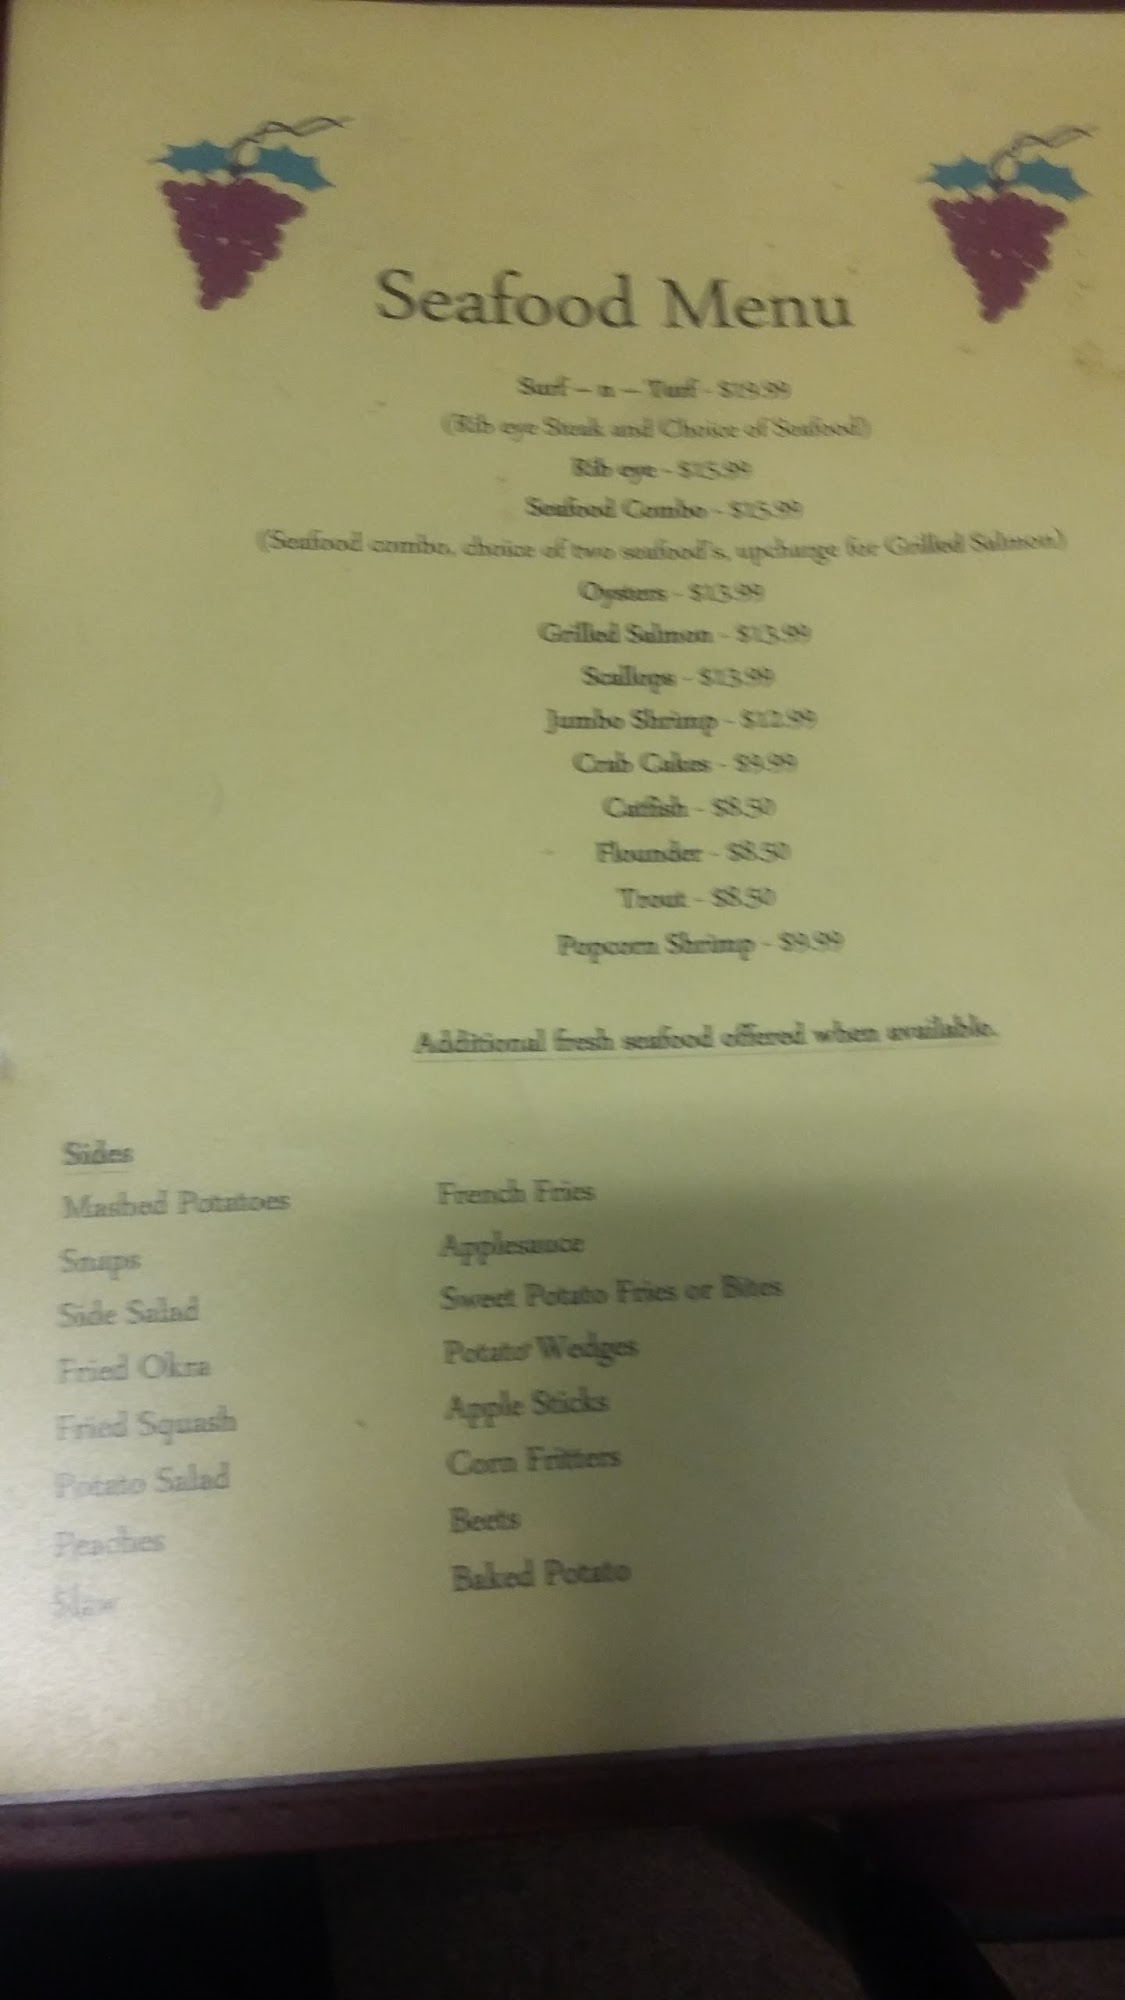 Seafood Menu
Surf – n – Turf - $19.99
(Rib eye Steak and Choice of Seafood)
Rib eye - $15.99
Seafood Combo - $15.99
(Seafood combo, choice of two seafood's, upcharge for Grilled Salmon)
Oysters - $13.99
Grilled Salmon - $13.99
Scallops - $13.99
Jumbo Shrimp - $12.99
Crab Cakes - $9.99
Catfish - $8.50
Flounder - $8.50
Trout - $8.50
Popcorn Shrimp - $9.99
Additional fresh seafood offered when available.
Sides
Mashed Potatoes
Snaps
Side Salad
Fried Okra
Fried Squash
Potato Salad
Peaches
Slaw
French Fries
Applesauce
Sweet Potato Fries or Bites
Potato Wedges
Apple Sticks
Corn Fritters
Beets
Baked Potato